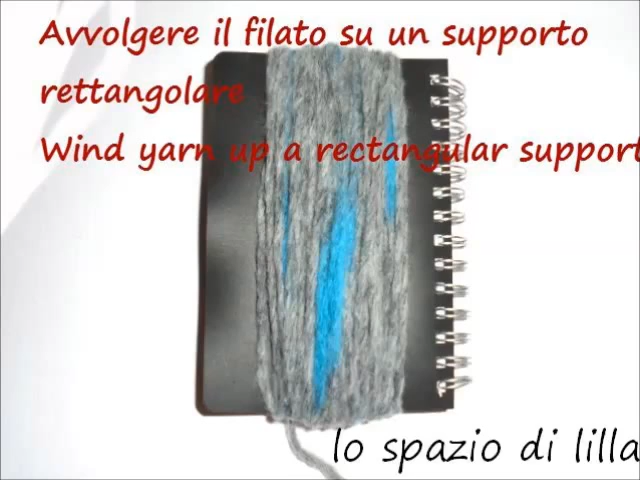 Avvolgere il filato su un supporto
rettangolare
Wind yarn up a rectangular support
lo spazio di lilla